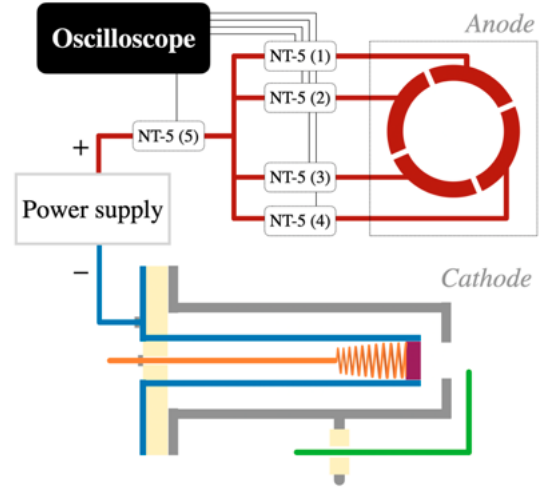 Oscilloscope
Anode
NT-5 (1)
NT-5 (2)
NT-5 (5)
+
NT-5 (3)
NT-5 (4)
Power supply
−
Cathode